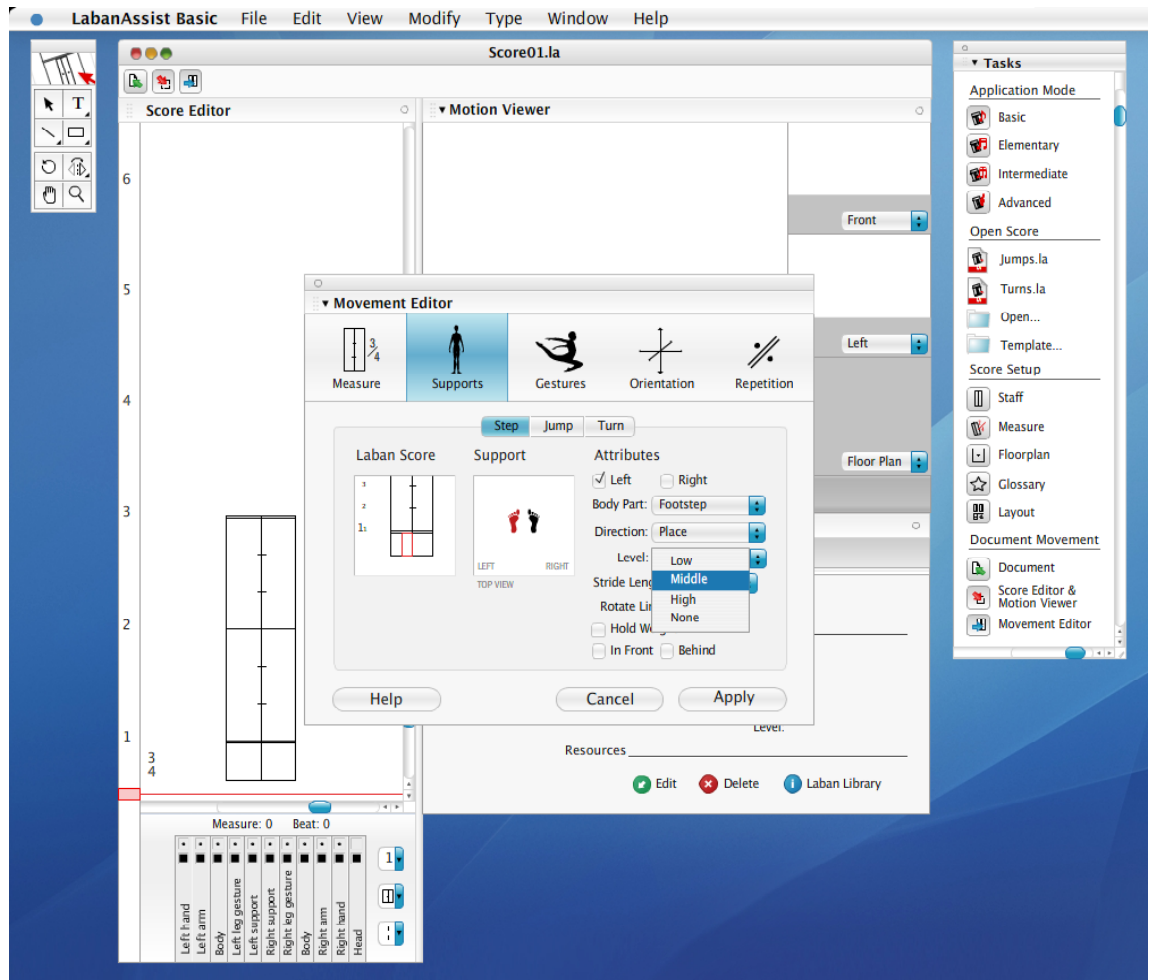 LabanAssist Basic File Edit View Modify Type Window Help
T
Score01.la
Score Editor
Motion Viewer
6
5
4
3
2
1
3
4
Front
Left
Floor Plan
Movement Editor
3/4
Measure
Supports
Gestures
Orientation
Repetition
Step Jump Turn
Laban Score
3
2
1
Support
LEFT RIGHT
TOP VIEW
Attributes
Left Right
Body Part: Footstep
Direction: Place
Level:
Low
Middle
High
None
Stride Leng
Rotate Li
Hold We
In Front Behind
Help Cancel Apply
Level:
Resources
Edit Delete Laban Library
Measure: 0 Beat: 0
Left hand
Left arm
Body
Left leg gesture
Left support
Right support
Right leg gesture
Body
Right arm
Right hand
Head
1
Tasks
Application Mode
Basic
Elementary
Intermediate
Advanced
Open Score
Jumps.la
Turns.la
Open...
Template...
Score Setup
Staff
Measure
Floorplan
Glossary
Layout
Document Movement
Document
Score Editor &
Motion Viewer
Movement Editor